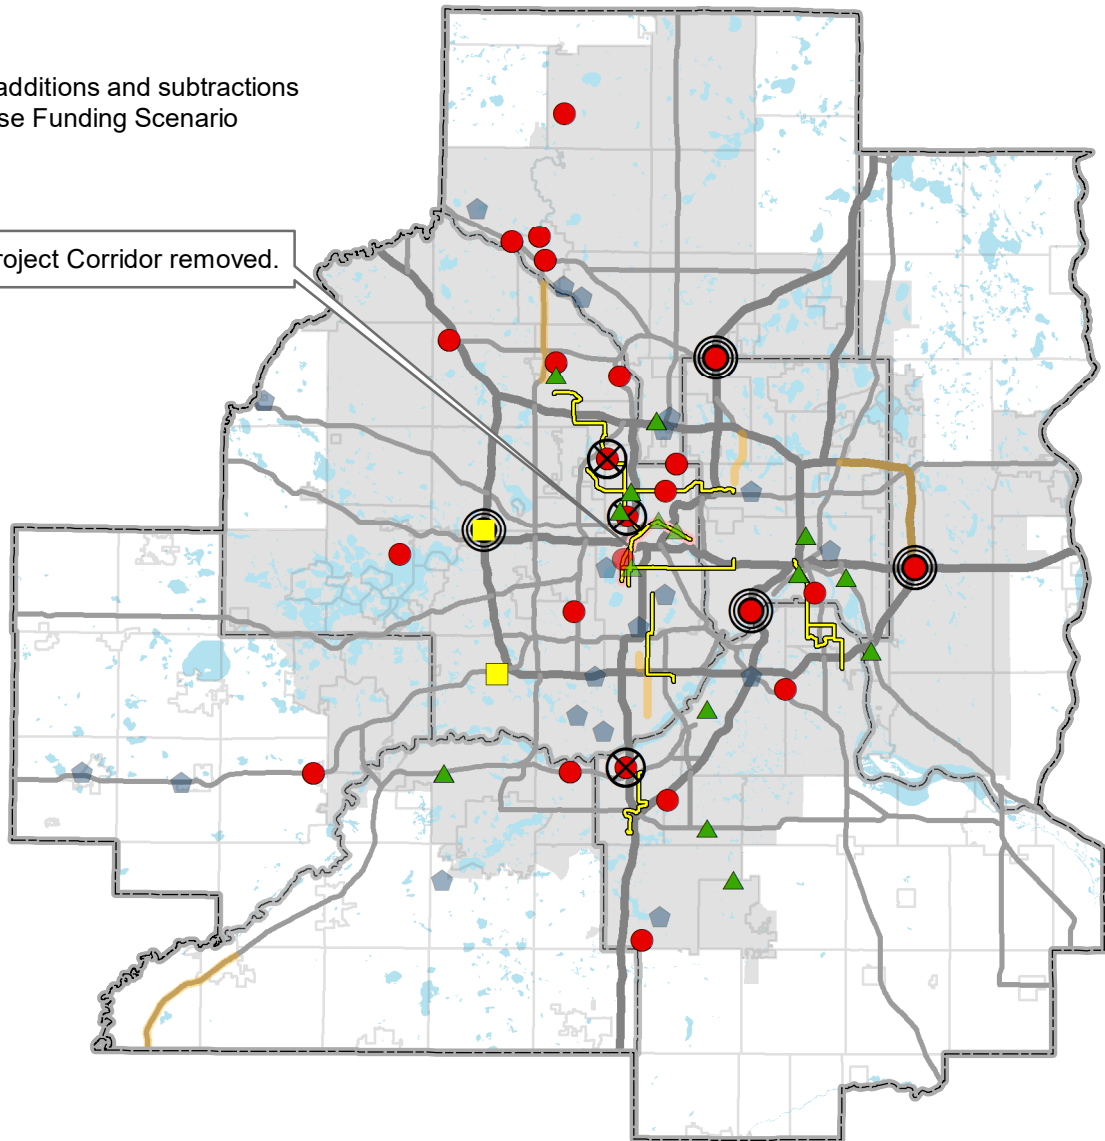 additions and subtractions
se Funding Scenario
roject Corridor removed.